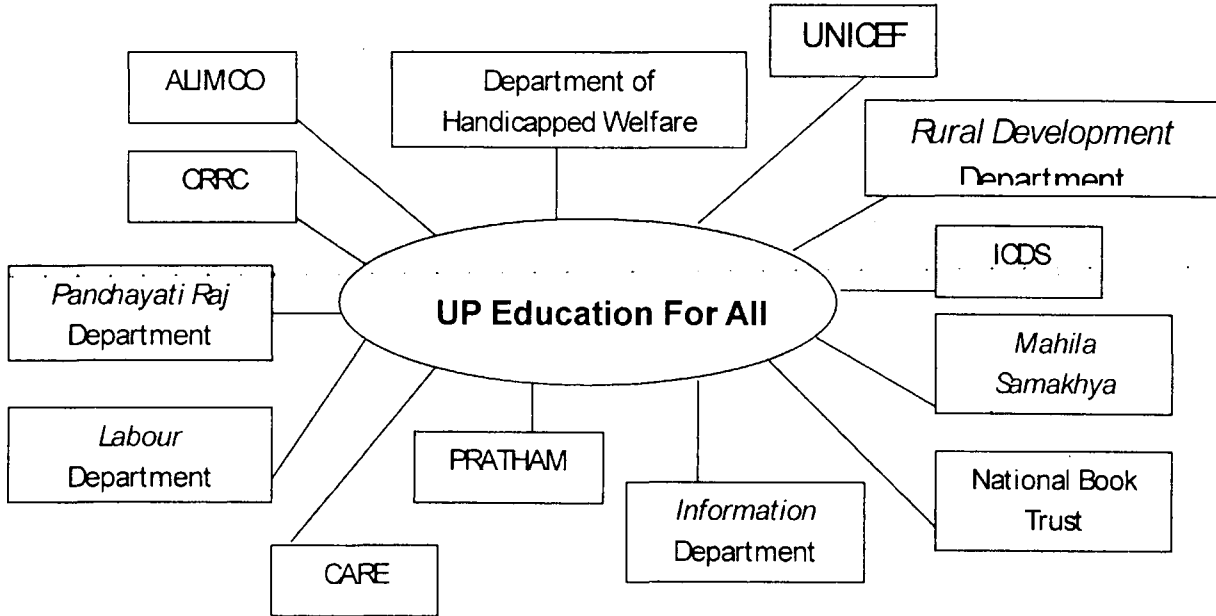 UNICEF
ALIMCO
Department of
Handicapped Welfare
Rural Development
Department
CRRC
ICDS
Panchayati Raj
Department
UP Education For All
Mahila
Samakhya
Labour
Department
PRATHAM
National Book
Trust
Information
Department
CARE